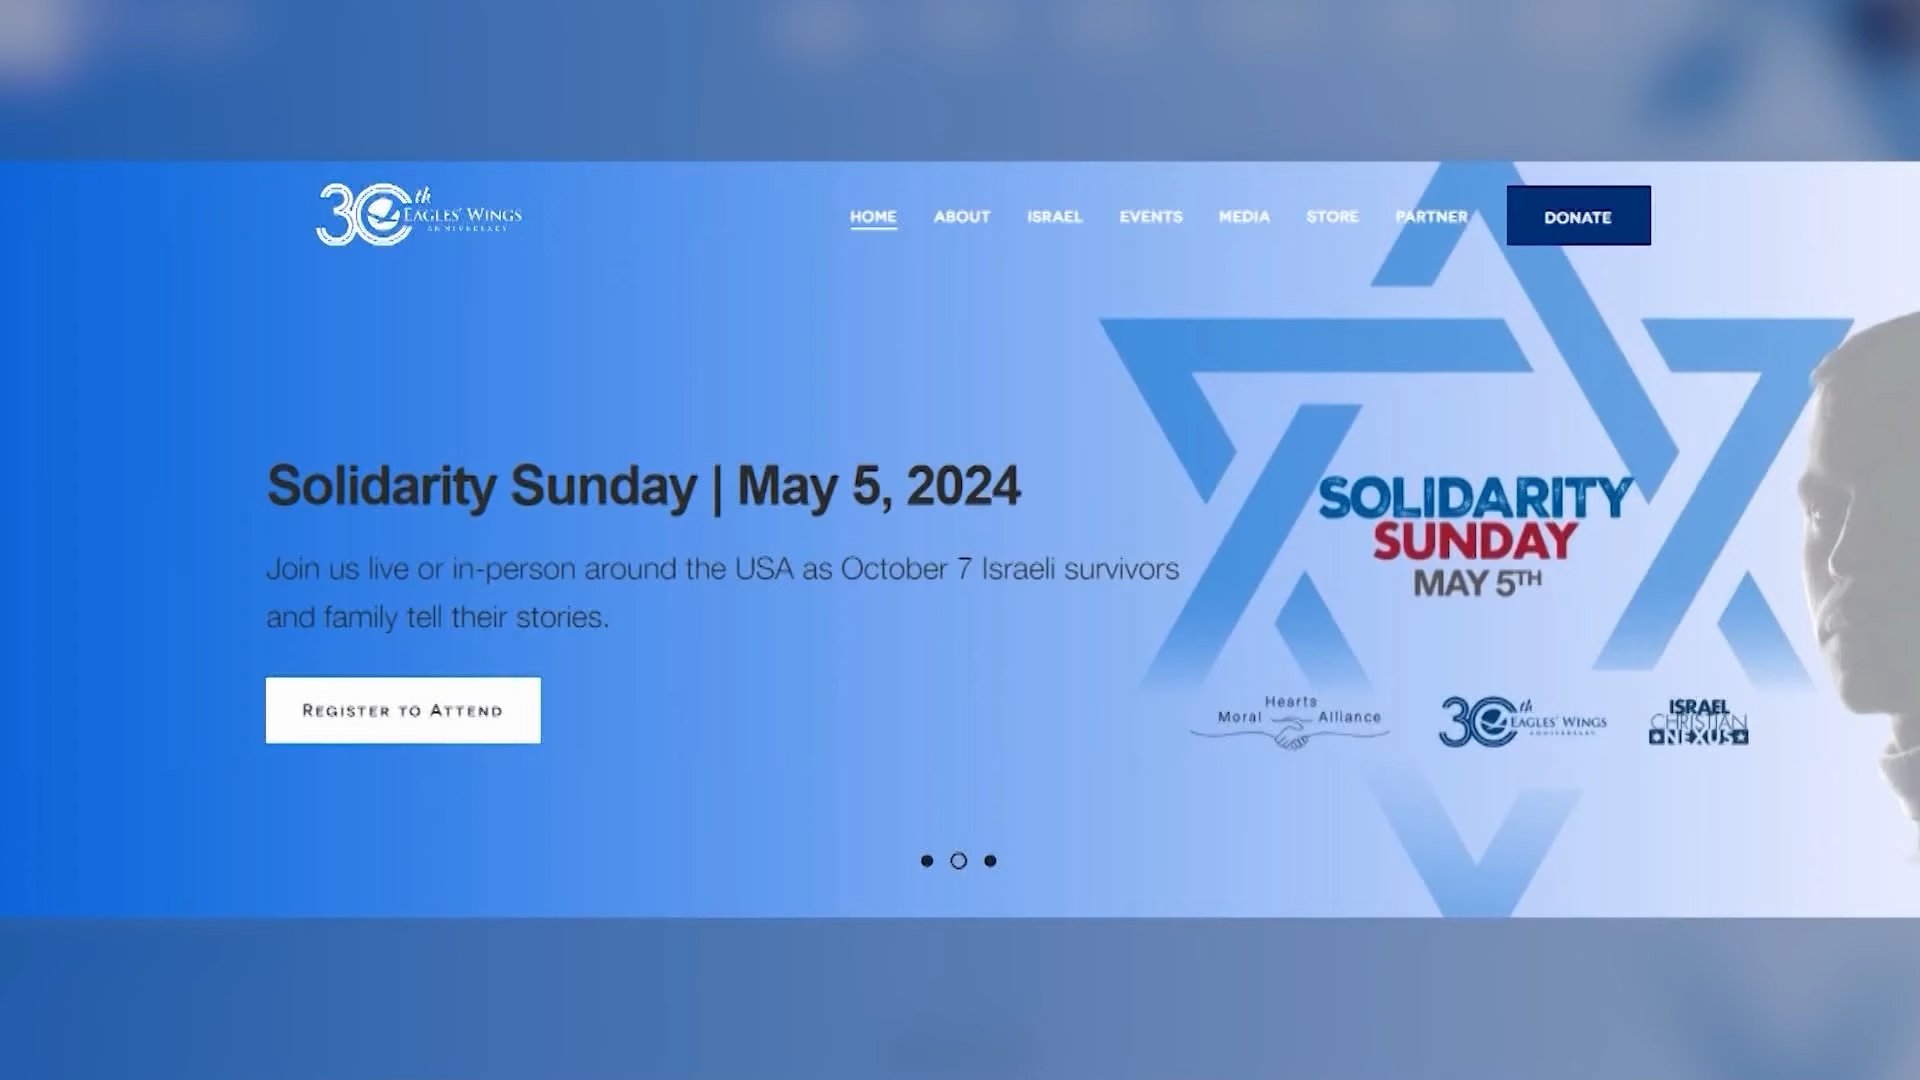 30th
EAGLES' WINGS
ANNIVERSARY
HOME ABOUT ISRAEL EVENTS MEDIA STORE PARTNER DONATE
Solidarity Sunday | May 5, 2024
Join us live or in-person around the USA as October 7 Israeli survivors
and family tell their stories.
REGISTER TO ATTEND
SOLIDARITY
SUNDAY
MAY 5TH
Hearts
Moral Alliance
30th
EAGLES' WINGS
ANNIVERSARY
ISRAEL
CHRISTIAN
NEXUS